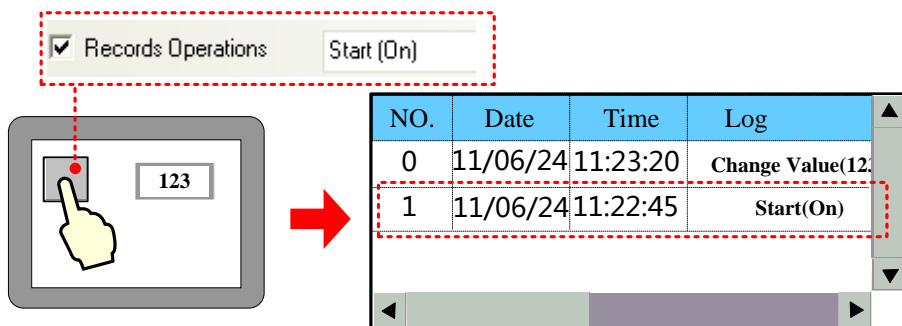 Records Operations Start (On)
123
NO. Date Time Log
0 11/06/24 11:23:20 Change Value(123
1 11/06/24 11:22:45 Start(On)